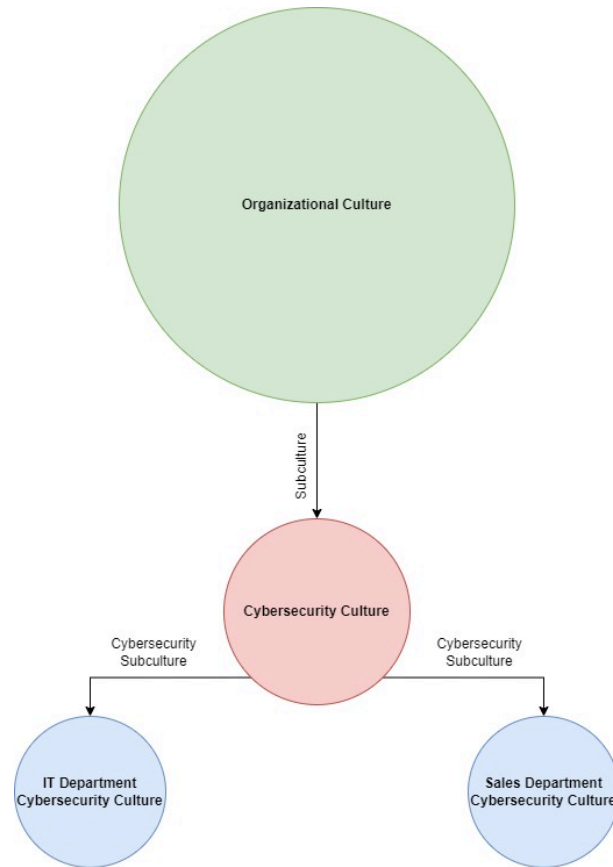 Organizational Culture
Subculture
Cybersecurity Culture
Cybersecurity
Subculture
Cybersecurity
Subculture
IT Department
Cybersecurity Culture
Sales Department
Cybersecurity Culture